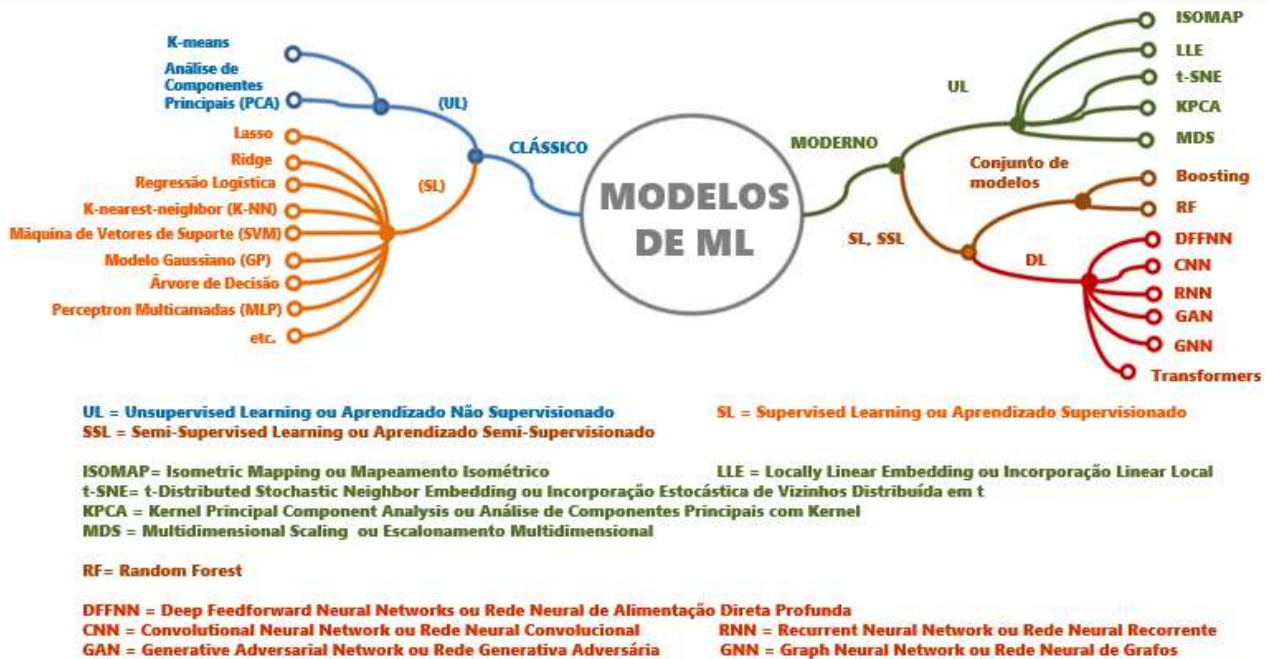 K-means
Análise de
Componentes
Principais (PCA)
(UL)
Lasso
Ridge
Regressão Logística
K-nearest-neighbor (K-NN)
Máquina de Vetores de Suporte (SVM)
Modelo Gaussiano (GP)
Árvore de Decisão
Perceptron Multicamadas (MLP)
etc.
(SL)
CLÁSSICO
MODELOS
DE ML
MODERNO
UL
ISOMAP
LLE
t-SNE
KPCA
MDS
SL, SSL
Conjunto de
modelos
Boosting
RF
DL
DFFNN
CNN
RNN
GAN
GNN
Transformers
UL = Unsupervised Learning ou Aprendizado Não Supervisionado
SL = Supervised Learning ou Aprendizado Supervisionado
SSL = Semi-Supervised Learning ou Aprendizado Semi-Supervisionado
ISOMAP= Isometric Mapping ou Mapeamento Isométrico
LLE = Locally Linear Embedding ou Incorporação Linear Local
t-SNE= t-Distributed Stochastic Neighbor Embedding ou Incorporação Estocástica de Vizinhos Distribuída em t
KPCA = Kernel Principal Component Analysis ou Análise de Componentes Principais com Kernel
MDS = Multidimensional Scaling ou Escalonamento Multidimensional
RF= Random Forest
DFFNN = Deep Feedforward Neural Networks ou Rede Neural de Alimentação Direta Profunda
CNN = Convolutional Neural Network ou Rede Neural Convolucional
RNN = Recurrent Neural Network ou Rede Neural Recorrente
GAN = Generative Adversarial Network ou Rede Generativa Adversária
GNN = Graph Neural Network ou Rede Neural de Grafos